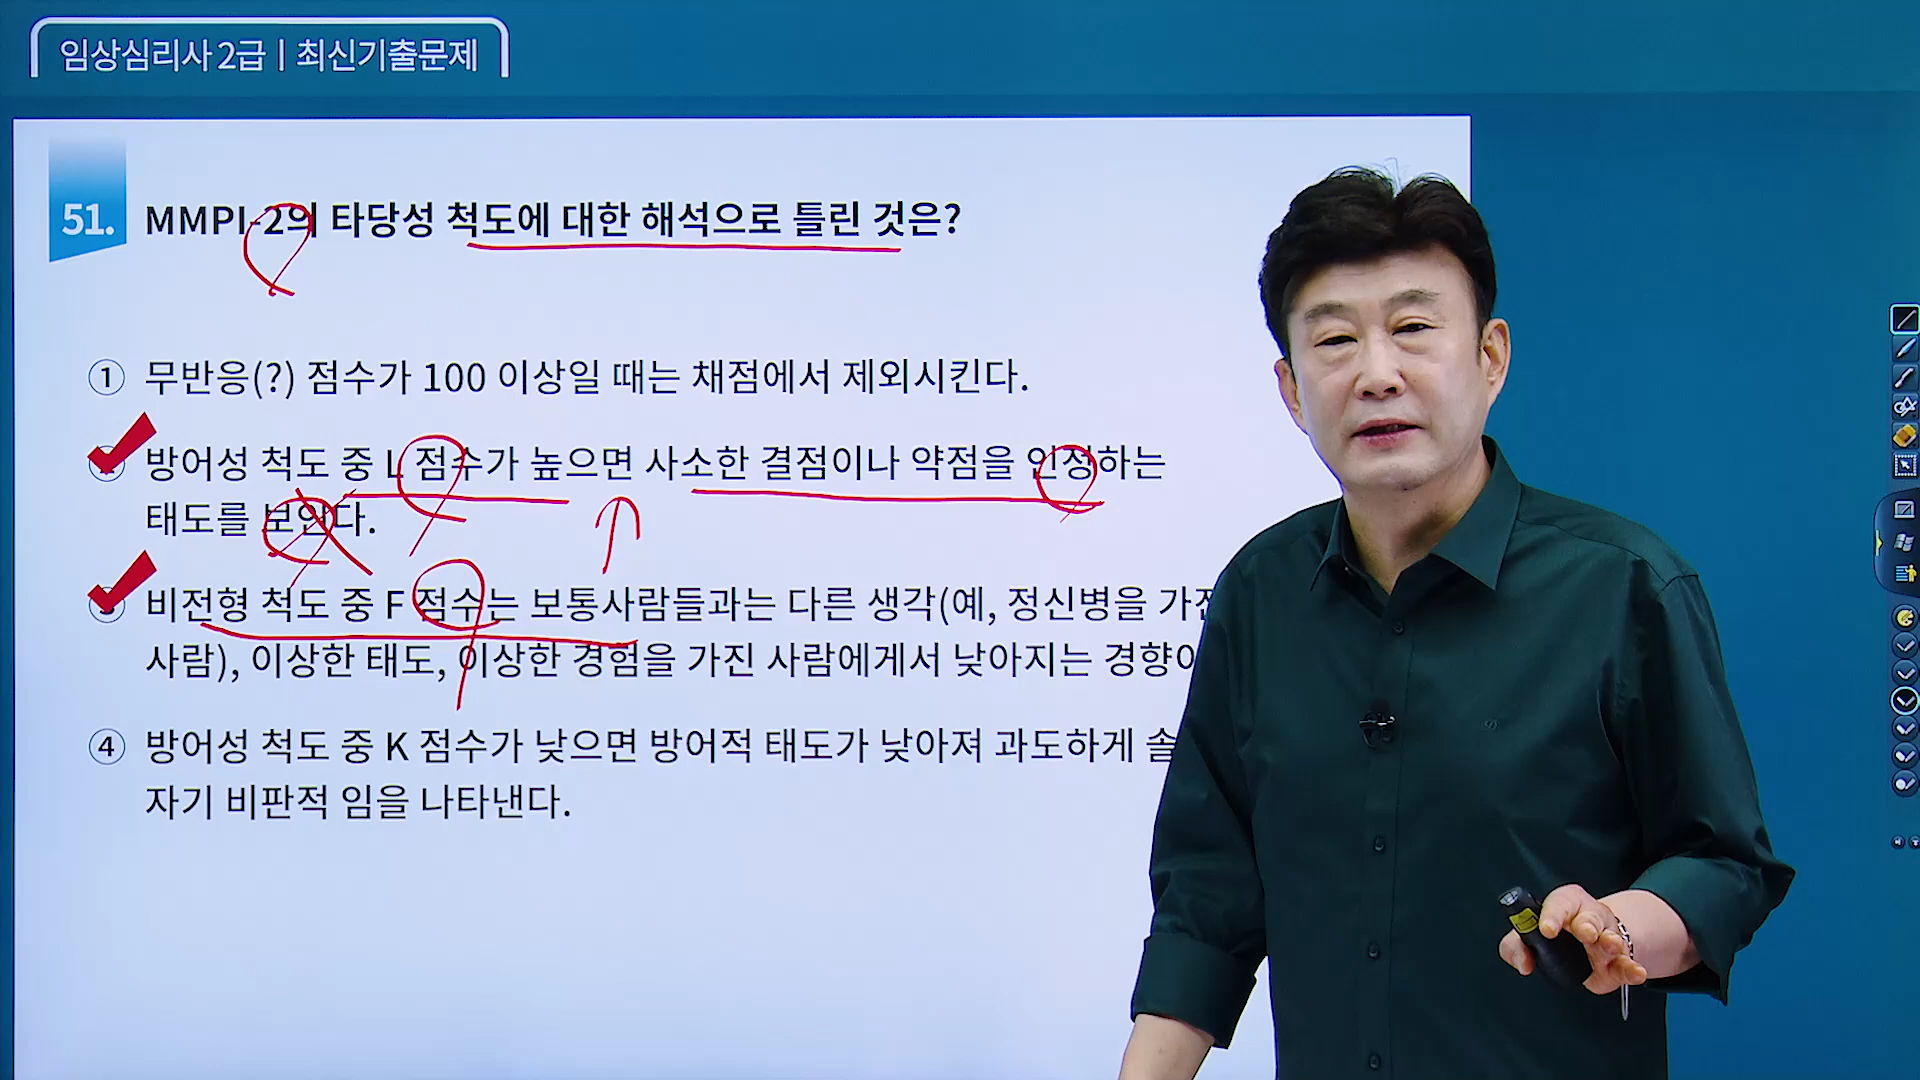 임상심리사 2급 | 최신기출문제
51. MMPI-2의 타당성 척도에 대한 해석으로 틀린 것은?
① 무반응(?) 점수가 100 이상일 때는 채점에서 제외시킨다.
② 방어성 척도 중 L 점수가 높으면 사소한 결점이나 약점을 인정하는
태도를 보인다.
③ 비전형 척도 중 F 점수는 보통사람들과는 다른 생각(예, 정신병을 가진
사람), 이상한 태도, 이상한 경험을 가진 사람에게서 낮아지는 경향이
④ 방어성 척도 중 K 점수가 낮으면 방어적 태도가 낮아져 과도하게 솔
자기 비판적 임을 나타낸다.